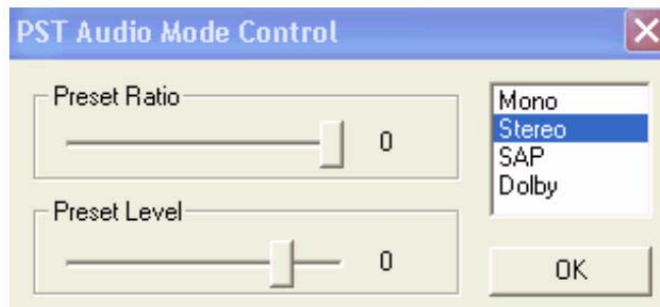 PST Audio Mode Control
Preset Ratio
0
Preset Level
0
Mono
Stereo
SAP
Dolby
OK